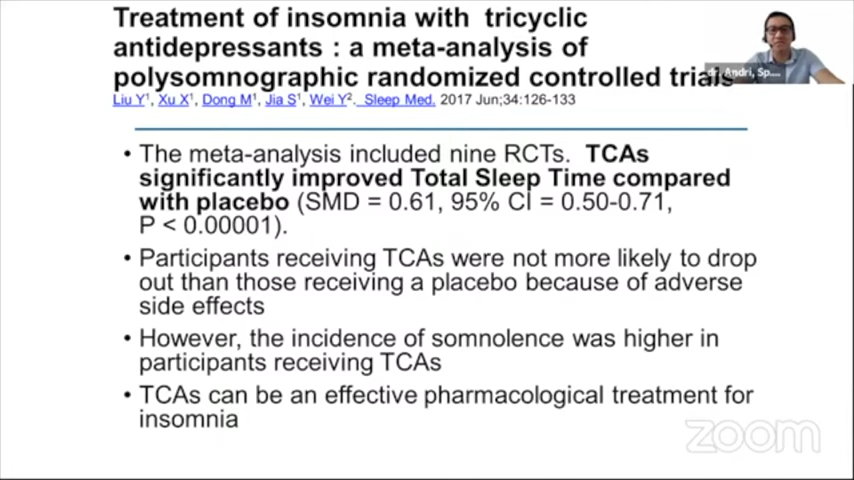 Treatment of insomnia with tricyclic
antidepressants : a meta-analysis of
polysomnographic randomized controlled trials
Liu Y¹, Xu X¹, Dong M¹, Jia S¹, Wei Y². Sleep Med. 2017 Jun;34:126-133
dr. Andri, Sp....
• The meta-analysis included nine RCTs. TCAs
significantly improved Total Sleep Time compared
with placebo (SMD = 0.61, 95% CI = 0.50-0.71,
P < 0.00001).
• Participants receiving TCAs were not more likely to drop
out than those receiving a placebo because of adverse
side effects
• However, the incidence of somnolence was higher in
participants receiving TCAs
• TCAs can be an effective pharmacological treatment for
insomnia
zoom